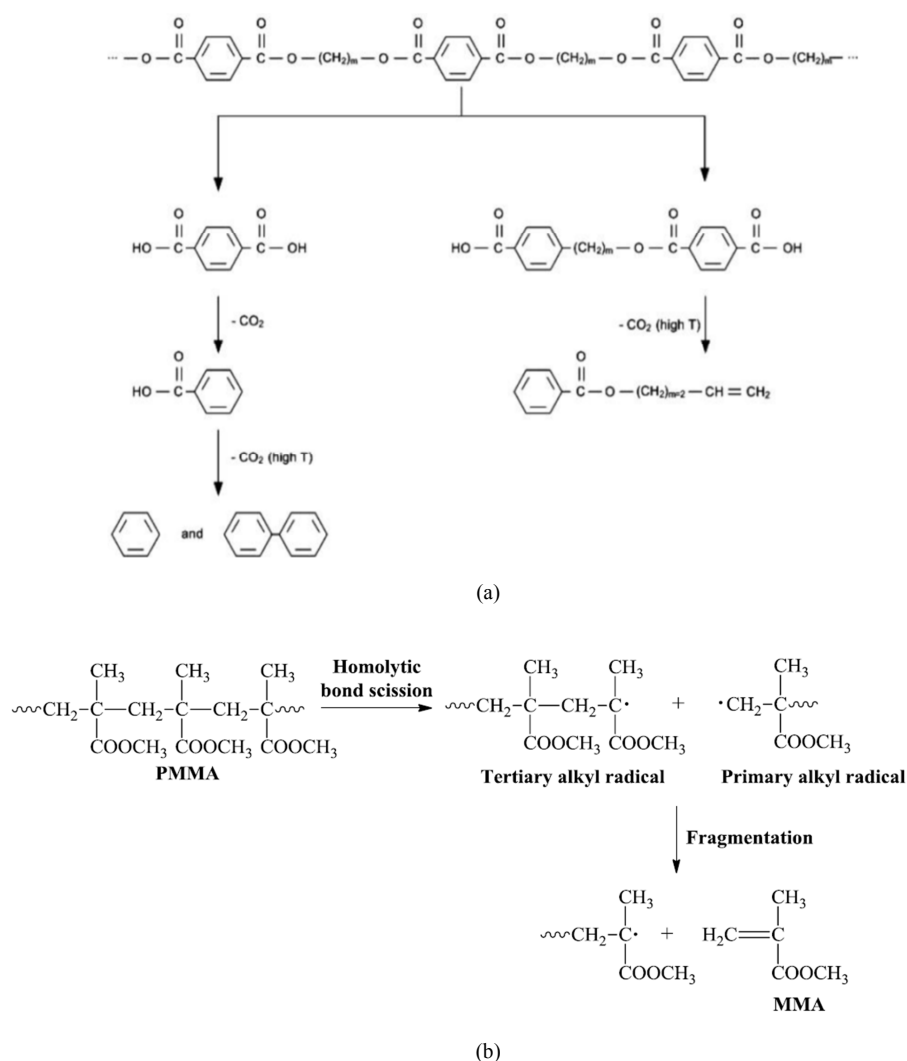 O O O O O O
··· — O — C C — O — (CH₂)ₘ — O — C C — O — (CH₂)ₘ — O — C C — O — (CH₂)ₘ— ···
O O O O
HO — C C — OH HO — C (CH₂)ₘ — O — C C — OH
- CO₂ - CO₂ (high T)
O O
HO — C C — O — (CH₂)ₘ₌₂ — CH = CH₂
- CO₂ (high T)
and
(a)
CH₃ CH₃ CH₃ Homolytic CH₃ CH₃ CH₃
bond scission
CH₂—C—CH₂—C—CH₂—C CH₂—C—CH₂—C· + ·CH₂—C
COOCH₃ COOCH₃ COOCH₃ COOCH₃ COOCH₃ COOCH₃
PMMA Tertiary alkyl radical Primary alkyl radical
Fragmentation
CH₃ CH₃
CH₂–C· + H₂C=C
COOCH₃ COOCH₃
MMA
(b)